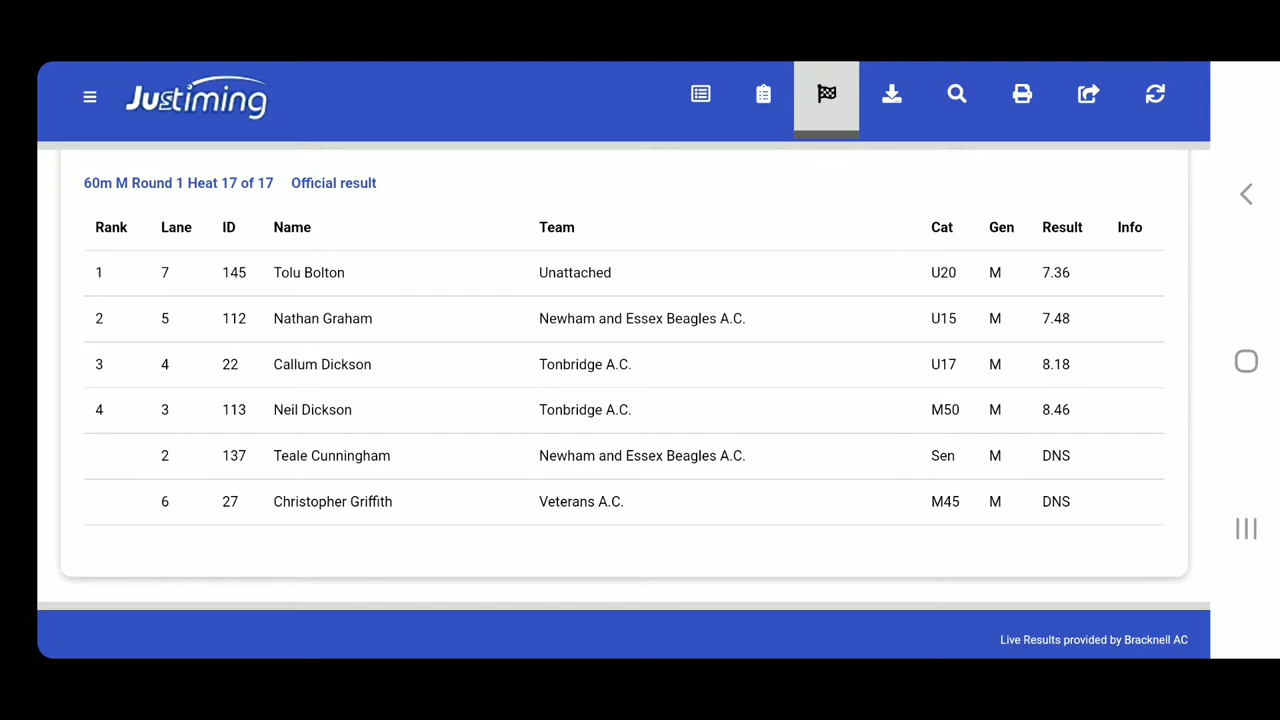 Justiming
60m M Round 1 Heat 17 of 17 Official result
Rank Lane ID Name Team Cat Gen Result Info
1 7 145 Tolu Bolton Unattached U20 M 7.36
2 5 112 Nathan Graham Newham and Essex Beagles A.C. U15 M 7.48
3 4 22 Callum Dickson Tonbridge A.C. U17 M 8.18
4 3 113 Neil Dickson Tonbridge A.C. M50 M 8.46
2 137 Teale Cunningham Newham and Essex Beagles A.C. Sen M DNS
6 27 Christopher Griffith Veterans A.C. M45 M DNS
Live Results provided by Bracknell AC